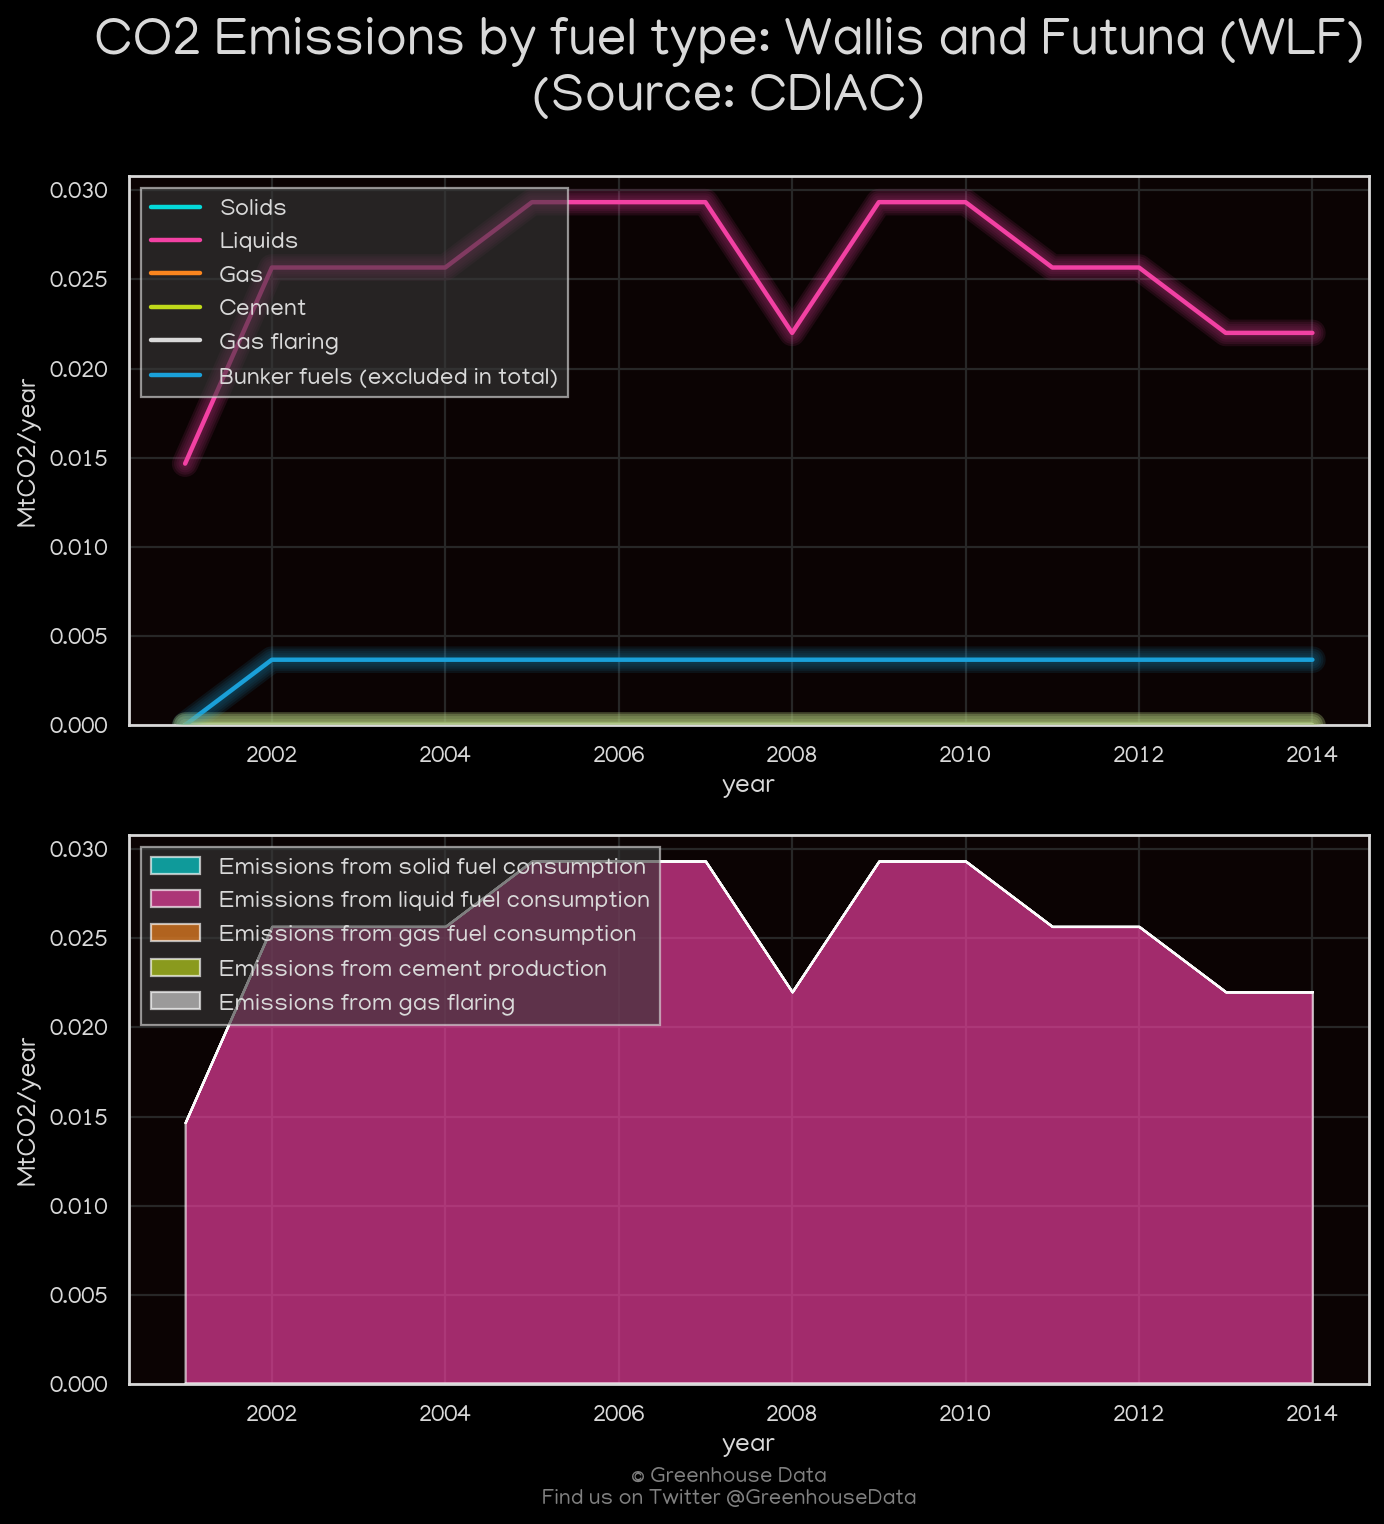 CO2 Emissions by fuel type: Wallis and Futuna (WLF)
(Source: CDIAC)
0.030
0.025
0.020
0.015
0.010
0.005
0.000
MtCO2/year
Solids
Liquids
Gas
Cement
Gas flaring
Bunker fuels (excluded in total)
2002 2004 2006 2008 2010 2012 2014
year
0.030
0.025
0.020
0.015
0.010
0.005
0.000
MtCO2/year
Emissions from solid fuel consumption
Emissions from liquid fuel consumption
Emissions from gas fuel consumption
Emissions from cement production
Emissions from gas flaring
2002 2004 2006 2008 2010 2012 2014
year
© Greenhouse Data
Find us on Twitter @GreenhouseData